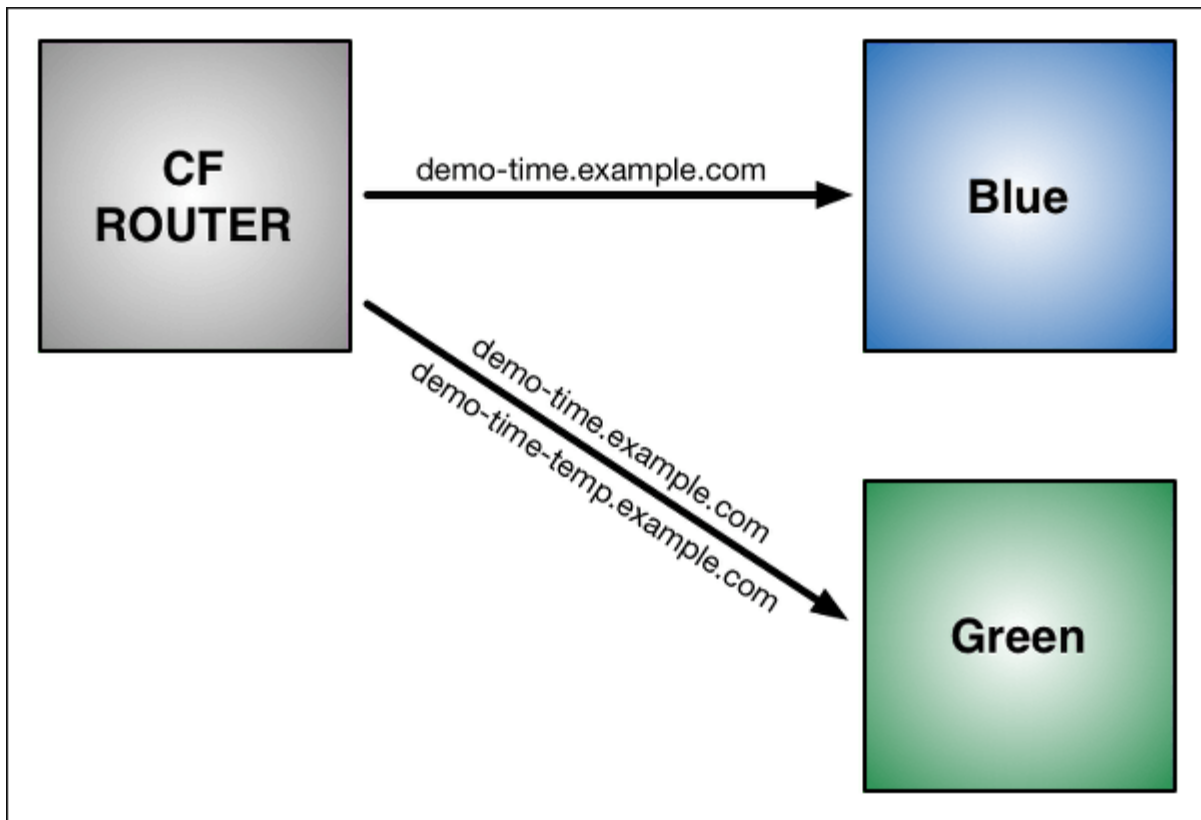 CF
ROUTER
demo-time.example.com
Blue
demo-time.example.com
demo-time-temp.example.com
Green